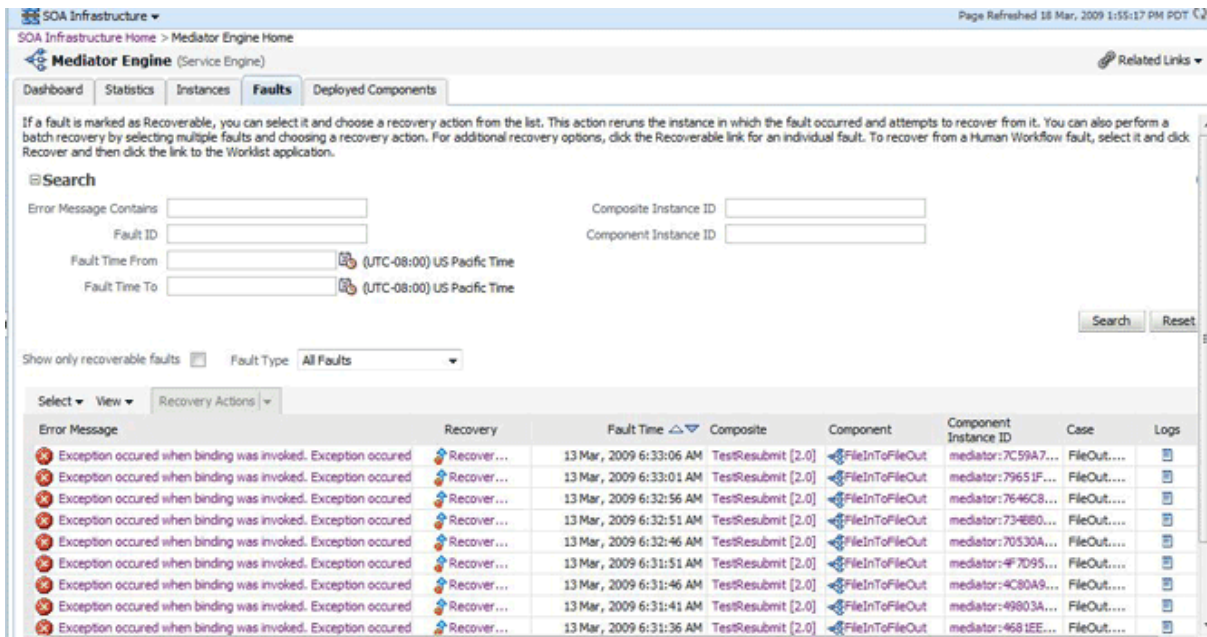 SOA Infrastructure
Page Refreshed 18 Mar, 2009 1:55:17 PM PDT
SOA Infrastructure Home > Mediator Engine Home
Mediator Engine (Service Engine)
Related Links
Dashboard Statistics Instances Faults Deployed Components
If a fault is marked as Recoverable, you can select it and choose a recovery action from the list. This action reruns the instance in which the fault occurred and attempts to recover from it. You can also perform a
batch recovery by selecting multiple faults and choosing a recovery action. For additional recovery options, click the Recoverable link for an individual fault. To recover from a Human Workflow fault, select it and click
Recover and then click the link to the Worklist application.
Search
Error Message Contains Composite Instance ID
Fault ID Component Instance ID
Fault Time From (UTC-08:00) US Pacific Time
Fault Time To (UTC-08:00) US Pacific Time
Search Reset
Show only recoverable faults Fault Type All Faults
Select View Recovery Actions
Error Message Recovery Fault Time Composite Component Component Instance ID Case Logs
Exception occured when binding was invoked. Exception occured Recover... 13 Mar, 2009 6:33:06 AM TestResubmit [2.0] FileInToFileOut mediator:7C59A7... FileOut....
Exception occured when binding was invoked. Exception occured Recover... 13 Mar, 2009 6:33:01 AM TestResubmit [2.0] FileInToFileOut mediator:79651F... FileOut....
Exception occured when binding was invoked. Exception occured Recover... 13 Mar, 2009 6:32:56 AM TestResubmit [2.0] FileInToFileOut mediator:7646C8... FileOut....
Exception occured when binding was invoked. Exception occured Recover... 13 Mar, 2009 6:32:51 AM TestResubmit [2.0] FileInToFileOut FileOut....
Exception occured when binding was invoked. Exception occured Recover... 13 Mar, 2009 6:32:46 AM TestResubmit [2.0] FileInToFileOut mediator:70530A... FileOut....
Exception occured when binding was invoked. Exception occured Recover... 13 Mar, 2009 6:31:51 AM TestResubmit [2.0] FileInToFileOut mediator:4F7D95... FileOut....
Exception occured when binding was invoked. Exception occured Recover... 13 Mar, 2009 6:31:46 AM TestResubmit [2.0] FileInToFileOut mediator:4C80A9... FileOut....
Exception occured when binding was invoked. Exception occured Recover... 13 Mar, 2009 6:31:41 AM TestResubmit [2.0] FileInToFileOut mediator:49803A... FileOut....
Exception occured when binding was invoked. Exception occured Recover... 13 Mar, 2009 6:31:36 AM TestResubmit [2.0] FileInToFileOut mediator:4681EE... FileOut....